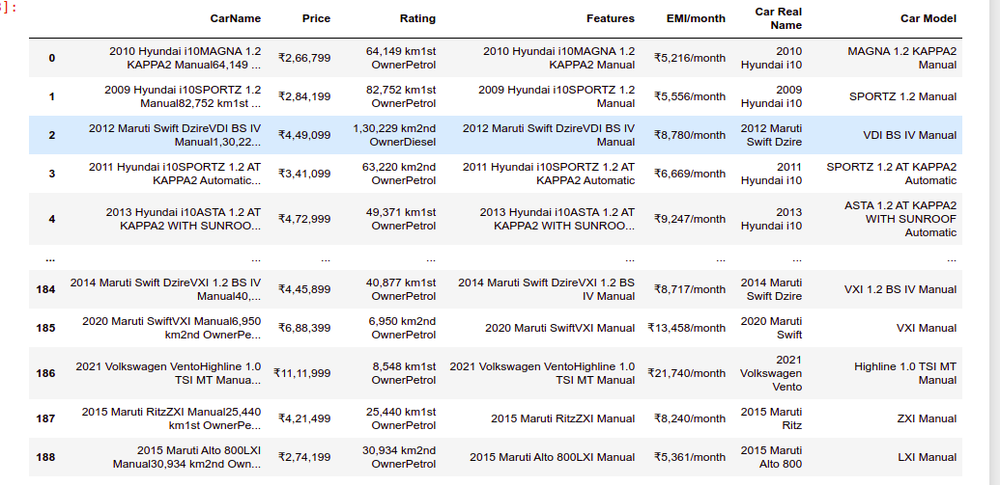 ]:
CarName Price Rating Features EMI/month Car Real Name Car Model
0 2010 Hyundai i10MAGNA 1.2 KAPPA2 Manual64,149 ... ₹2,66,799 64,149 km1st OwnerPetrol 2010 Hyundai i10MAGNA 1.2 KAPPA2 Manual ₹5,216/month 2010 Hyundai i10 MAGNA 1.2 KAPPA2 Manual
1 2009 Hyundai i10SPORTZ 1.2 Manual82,752 km1st ... ₹2,84,199 82,752 km1st OwnerPetrol 2009 Hyundai i10SPORTZ 1.2 Manual ₹5,556/month 2009 Hyundai i10 SPORTZ 1.2 Manual
2 2012 Maruti Swift DzireVDI BS IV Manual1,30,22... ₹4,49,099 1,30,229 km2nd OwnerDiesel 2012 Maruti Swift DzireVDI BS IV Manual ₹8,780/month 2012 Maruti Swift Dzire VDI BS IV Manual
3 2011 Hyundai i10SPORTZ 1.2 AT KAPPA2 Automatic... ₹3,41,099 63,220 km2nd OwnerPetrol 2011 Hyundai i10SPORTZ 1.2 AT KAPPA2 Automatic ₹6,669/month 2011 Hyundai i10 SPORTZ 1.2 AT KAPPA2 Automatic
4 2013 Hyundai i10ASTA 1.2 AT KAPPA2 WITH SUNROO... ₹4,72,999 49,371 km1st OwnerPetrol 2013 Hyundai i10ASTA 1.2 AT KAPPA2 WITH SUNROO... ₹9,247/month 2013 Hyundai i10 ASTA 1.2 AT KAPPA2 WITH SUNROOF Automatic
... ... ... ... ... ... ... ...
184 2014 Maruti Swift DzireVXI 1.2 BS IV Manual40,... ₹4,45,899 40,877 km1st OwnerPetrol 2014 Maruti Swift DzireVXI 1.2 BS IV Manual ₹8,717/month 2014 Maruti Swift Dzire VXI 1.2 BS IV Manual
185 2020 Maruti SwiftVXI Manual6,950 km2nd OwnerPe... ₹6,88,399 6,950 km2nd OwnerPetrol 2020 Maruti SwiftVXI Manual ₹13,458/month 2020 Maruti Swift VXI Manual
186 2021 Volkswagen VentoHighline 1.0 TSI MT Manua... ₹11,11,999 8,548 km1st OwnerPetrol 2021 Volkswagen VentoHighline 1.0 TSI MT Manual ₹21,740/month 2021 Volkswagen Vento Highline 1.0 TSI MT Manual
187 2015 Maruti RitzZXI Manual25,440 km1st OwnerPe... ₹4,21,499 25,440 km1st OwnerPetrol 2015 Maruti RitzZXI Manual ₹8,240/month 2015 Maruti Ritz ZXI Manual
188 2015 Maruti Alto 800LXI Manual30,934 km2nd Own... ₹2,74,199 30,934 km2nd OwnerPetrol 2015 Maruti Alto 800LXI Manual ₹5,361/month 2015 Maruti Alto 800 LXI Manual